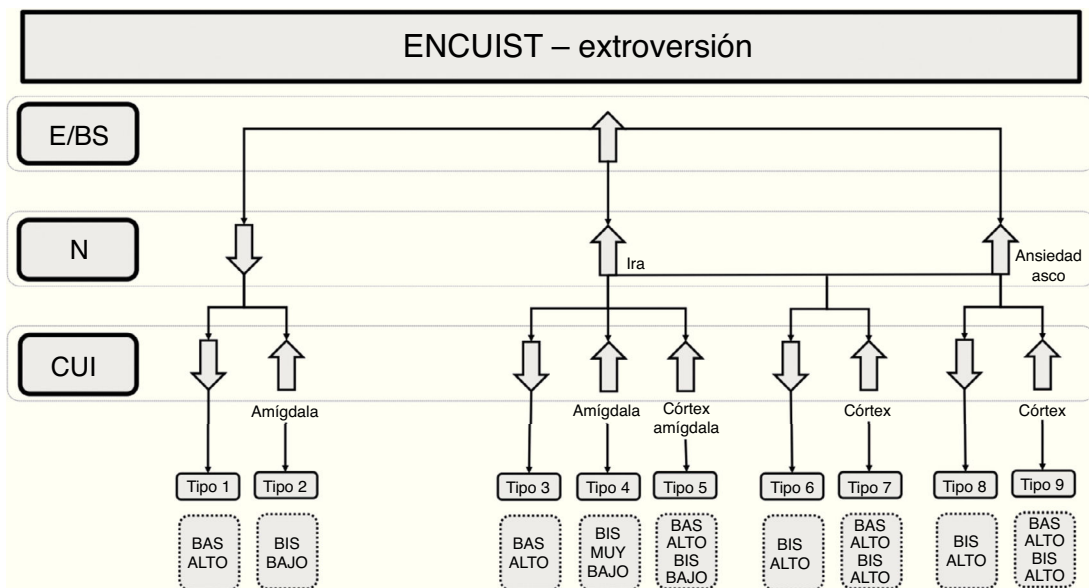 ENCUIST – extroversión
E/BS
N
Ira
Ansiedad
asco
CUI
Amígdala
Amígdala
Córtex
amígdala
Córtex
Córtex
Tipo 1
Tipo 2
Tipo 3
Tipo 4
Tipo 5
Tipo 6
Tipo 7
Tipo 8
Tipo 9
BAS
ALTO
BIS
BAJO
BAS
ALTO
BIS
MUY
BAJO
BAS
ALTO
BIS
BAJO
BIS
ALTO
BAS
ALTO
BIS
ALTO
BIS
ALTO
BAS
ALTO
BIS
ALTO